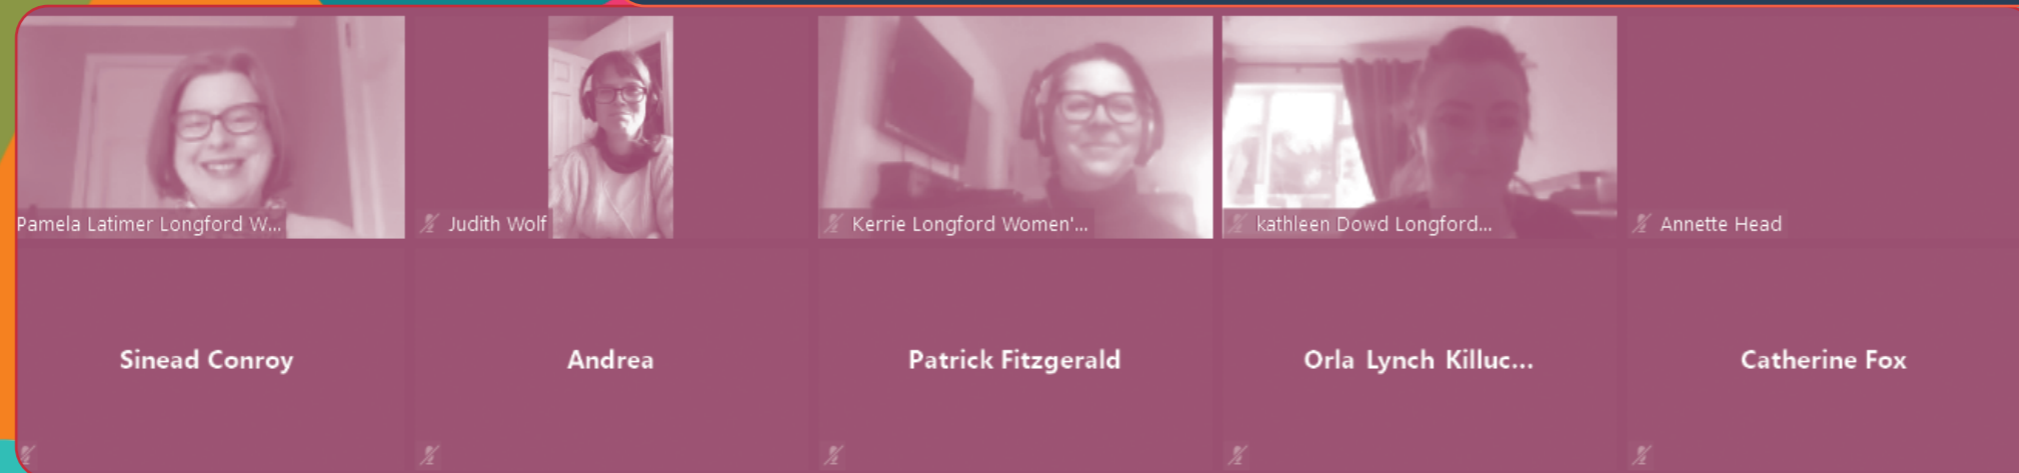 Pamela Latimer Longford W...
Judith Wolf
Kerrie Longford Women'...
kathleen Dowd Longford...
Annette Head
Sinead Conroy
Andrea
Patrick Fitzgerald
Orla Lynch Killuc...
Catherine Fox